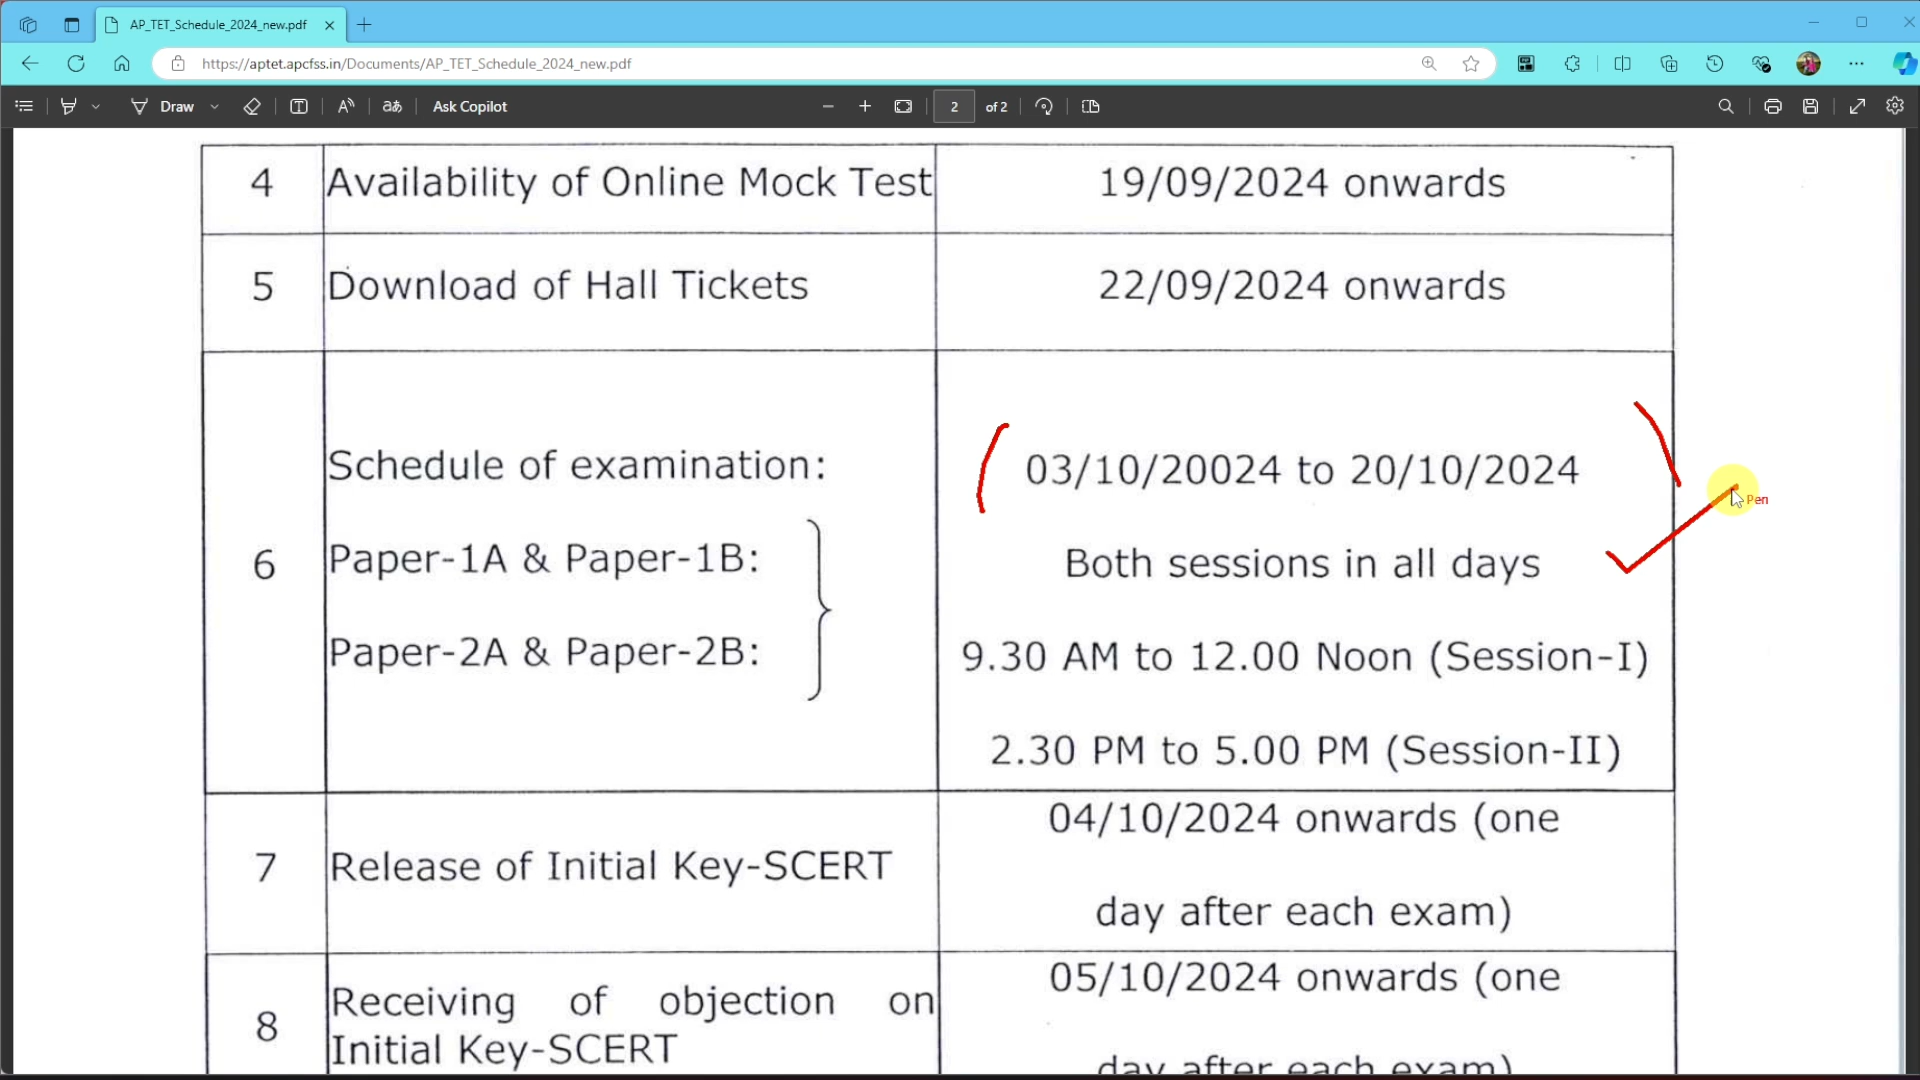 AP_TET_Schedule_2024_new.pdf
https://aptet.apcfss.in/Documents/AP_TET_Schedule_2024_new.pdf
Draw
Ask Copilot
2 of 2
4 Availability of Online Mock Test 19/09/2024 onwards
5 Download of Hall Tickets 22/09/2024 onwards
Schedule of examination: 03/10/20024 to 20/10/2024
6 Paper-1A & Paper-1B: Both sessions in all days
Paper-2A & Paper-2B: 9.30 AM to 12.00 Noon (Session-I)
2.30 PM to 5.00 PM (Session-II)
Pen
7 Release of Initial Key-SCERT 04/10/2024 onwards (one
day after each exam)
8 Receiving of objection on
Initial Key-SCERT
05/10/2024 onwards (one
day after each exam)